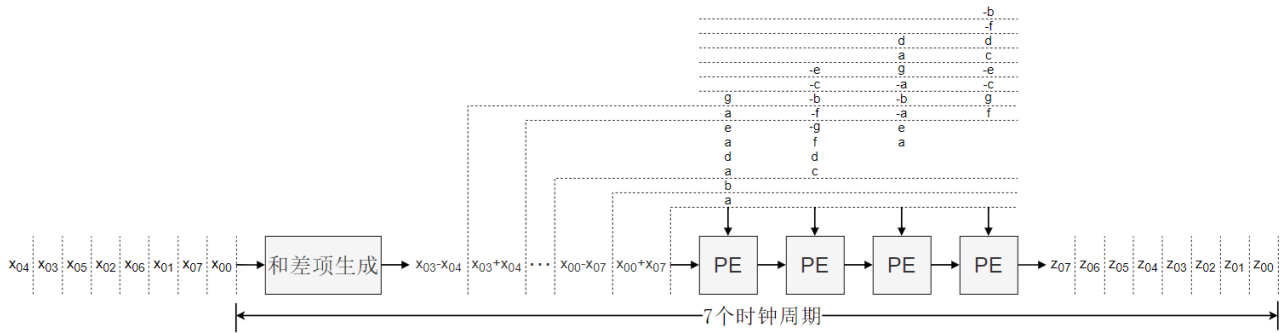 -b
-f
d d
a c
-e g -e
-c -a -c
g -b -b g
a -f -a f
e -g e
a f a
d d
a c
b
a
x04 x03 x05 x02 x06 x01 x07 x00 和差项生成 x03-x04 x03+x04 ··· x00-x07 x00+x07 PE PE PE PE z07 z06 z05 z04 z03 z02 z01 z00
7个时钟周期